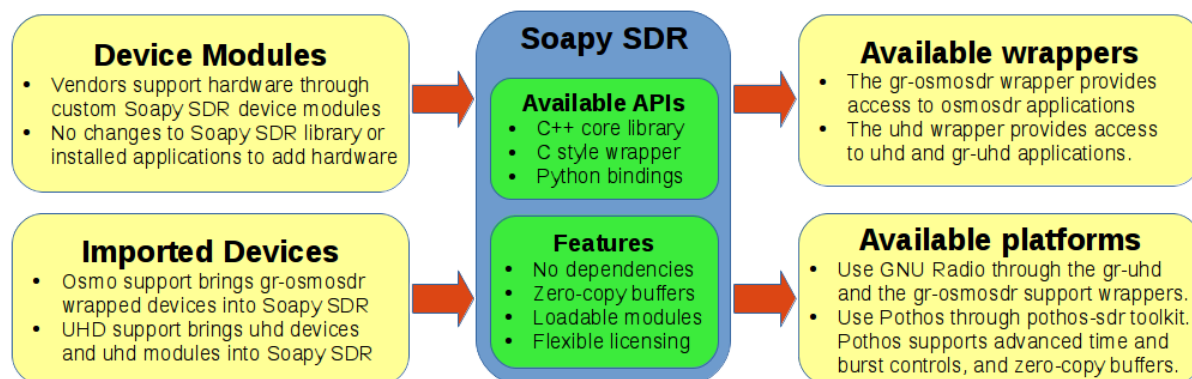 Device Modules
• Vendors support hardware through
custom Soapy SDR device modules
• No changes to Soapy SDR library or
installed applications to add hardware
Imported Devices
• Osmo support brings gr-osmosdr
wrapped devices into Soapy SDR
• UHD support brings uhd devices
and uhd modules into Soapy SDR
Soapy SDR
Available APIs
• C++ core library
• C style wrapper
• Python bindings
Features
• No dependencies
• Zero-copy buffers
• Loadable modules
• Flexible licensing
Available wrappers
• The gr-osmosdr wrapper provides
access to osmosdr applications
• The uhd wrapper provides access
to uhd and gr-uhd applications.
Available platforms
• Use GNU Radio through the gr-uhd
and the gr-osmosdr support wrappers.
• Use Pothos through pothos-sdr toolkit.
Pothos supports advanced time and
burst controls, and zero-copy buffers.